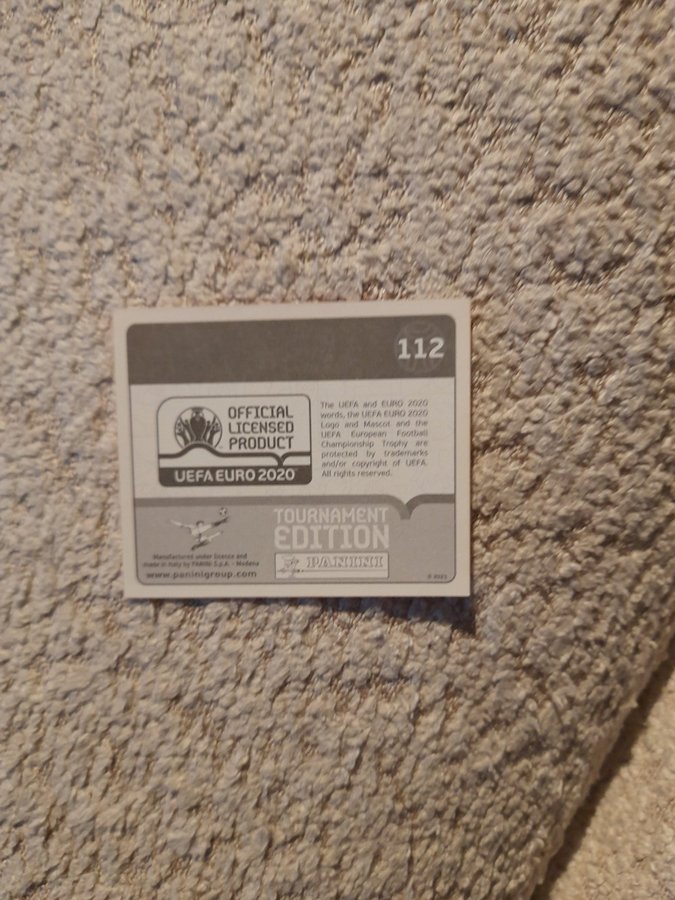 112
OFFICIAL
LICENSED
PRODUCT
UEFA EURO 2020
The UEFA and EURO 2020
words, the UEFA EURO 2020
Logo and Mascot and the
UEFA European Football
Championship Trophy are
protected by trademarks
and/or copyright of UEFA.
All rights reserved.
TOURNAMENT
EDITION
PANINI
Manufactured under licence and
made in Italy by PANINI S.p.A. - Modena
www.paninigroup.com
© 2021